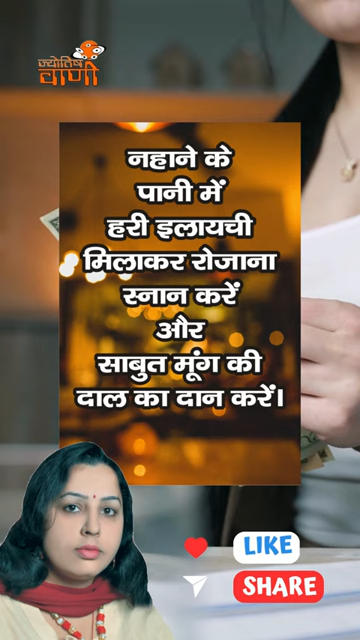 ज्योतिष
वाणी
नहाने के
पानी में
हरी इलायची
मिलाकर रोजाना
स्नान करें
और
साबुत मूंग की
दाल का दान करें।
LIKE
SHARE